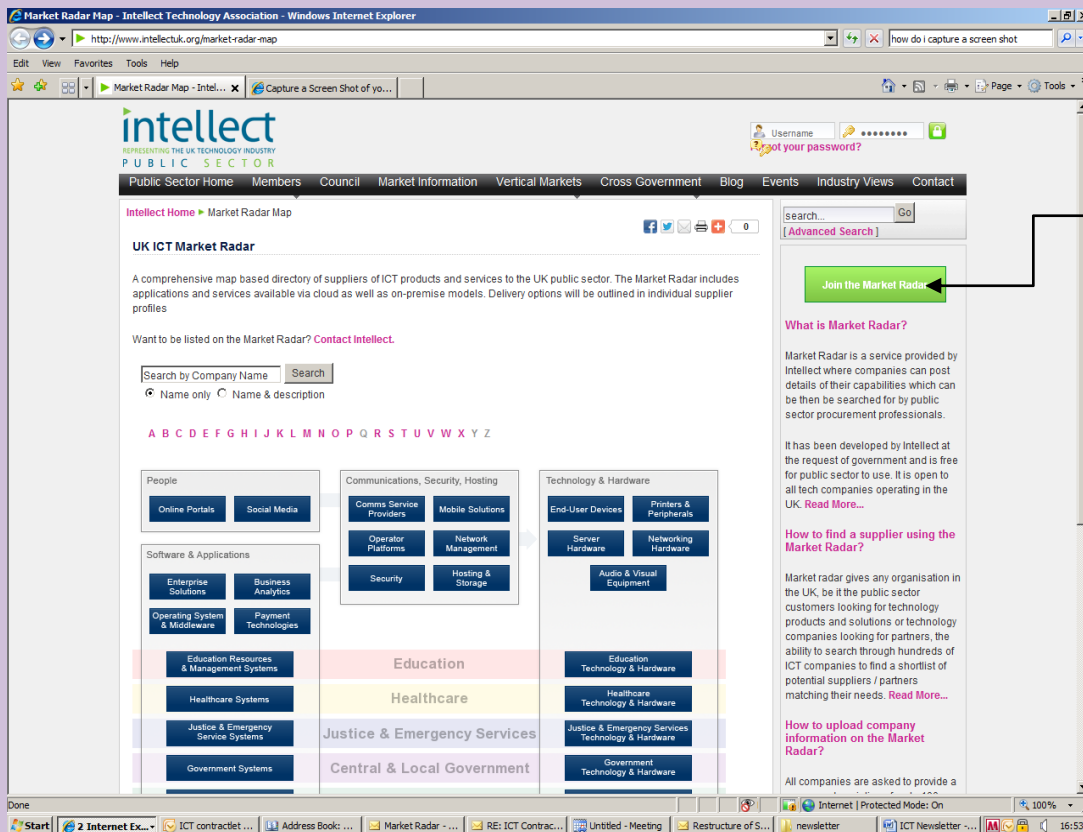 Market Radar Map - Intellect Technology Association - Windows Internet Explorer
http://www.intellectuk.org/market-radar-map
how do i capture a screen shot
Edit View Favorites Tools Help
Market Radar Map - Intel...
Capture a Screen Shot of yo...
Page
Tools
intellect
REPRESENTING THE UK TECHNOLOGY INDUSTRY
PUBLIC SECTOR
Username
ot your password?
Public Sector Home Members Council Market Information Vertical Markets Cross Government Blog Events Industry Views Contact
Intellect Home Market Radar Map
0
search...
Go
[ Advanced Search ]
UK ICT Market Radar
A comprehensive map based directory of suppliers of ICT products and services to the UK public sector. The Market Radar includes
applications and services available via cloud as well as on-premise models. Delivery options will be outlined in individual supplier
profiles
Want to be listed on the Market Radar? Contact Intellect.
Search by Company Name
Search
Name only Name & description
A B C D E F G H I J K L M N O P Q R S T U V W X Y Z
People
Online Portals
Social Media
Software & Applications
Enterprise
Solutions
Business
Analytics
Operating System
& Middleware
Payment
Technologies
Communications, Security, Hosting
Comms Service
Providers
Mobile Solutions
Operator
Platforms
Network
Management
Security
Hosting &
Storage
Technology & Hardware
End-User Devices
Printers &
Peripherals
Server
Hardware
Networking
Hardware
Audio & Visual
Equipment
Education Resources
& Management Systems
Education
Education
Technology & Hardware
Healthcare Systems
Healthcare
Healthcare
Technology & Hardware
Justice & Emergency
Service Systems
Justice & Emergency Services
Justice & Emergency Services
Technology & Hardware
Government Systems
Central & Local Government
Government
Technology & Hardware
Join the Market Radar
What is Market Radar?
Market Radar is a service provided by
Intellect where companies can post
details of their capabilities which can
be then be searched for by public
sector procurement professionals.
It has been developed by Intellect at
the request of government and is free
for public sector to use. It is open to
all tech companies operating in the
UK. Read More...
How to find a supplier using the
Market Radar?
Market radar gives any organisation in
the UK, be it the public sector
customers looking for technology
products and solutions or technology
companies looking for partners, the
ability to search through hundreds of
ICT companies to find a shortlist of
potential suppliers / partners
matching their needs. Read More...
How to upload company
information on the Market
Radar?
All companies are asked to provide a
Done
Internet | Protected Mode: On
100%
Start
2 Internet Ex...
ICT contractlet ...
Address Book: ...
Market Radar - ...
RE: ICT Contrac...
Untitled - Meeting
Restructure of S...
newsletter
ICT Newsletter -...
16:53